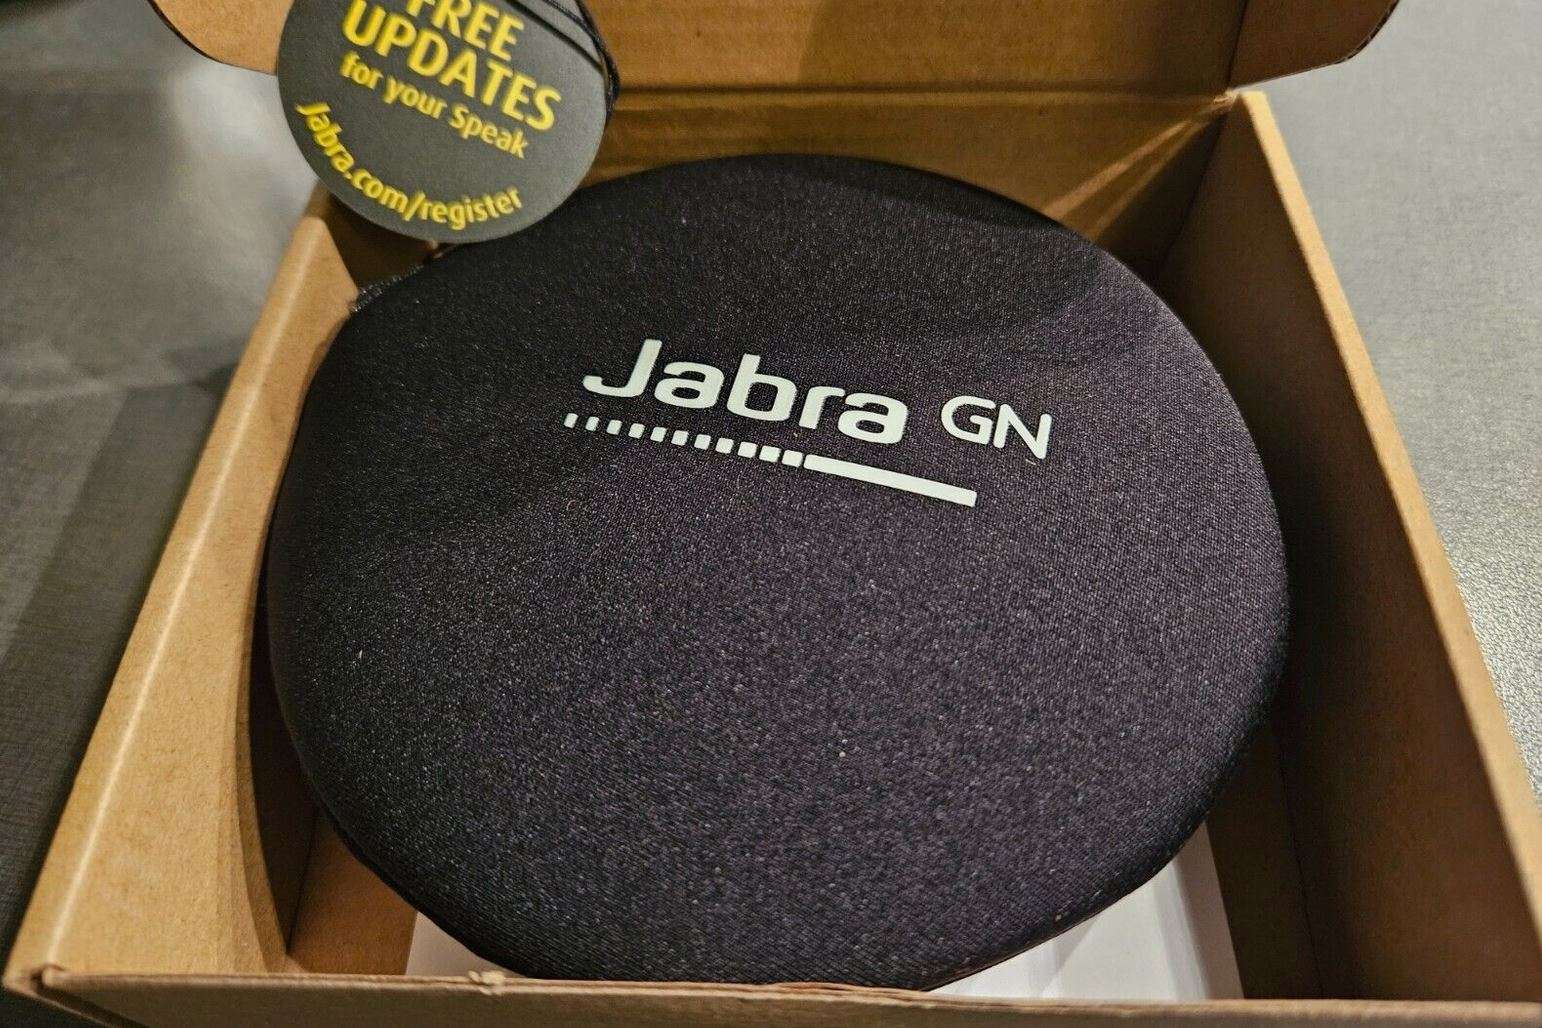 FREE
UPDATES
for your Speak
Jabra.com/register
Jabra GN